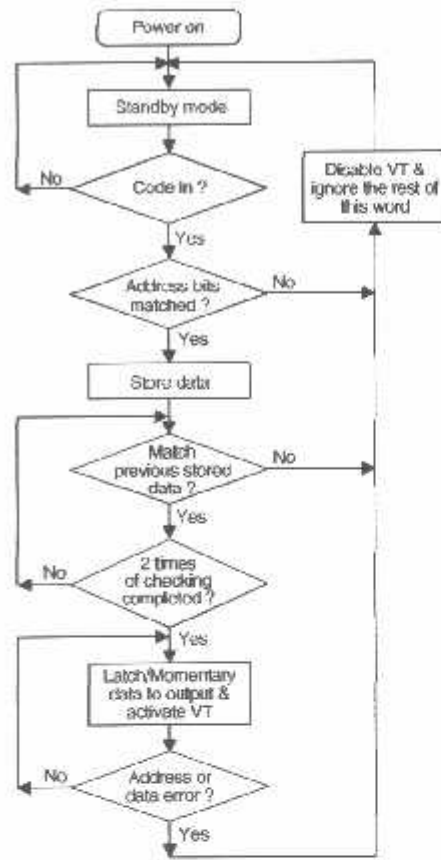 Power on
Standby mode
No
Code in ?
Disable VT &
ignore the rest of
this word
Yes
Address bits
matched ?
No
Yes
Store data
Match
previous stored
data ?
No
Yes
2 times
of checking
completed ?
No
Yes
Latch/Momentary
data to output &
activate VT
No
Address or
data error ?
Yes